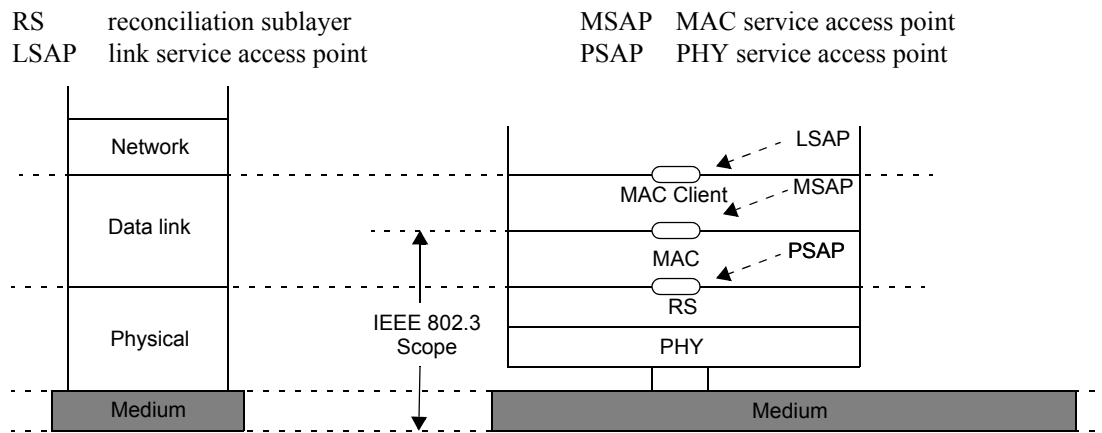 RS reconciliation sublayer MSAP MAC service access point
LSAP link service access point PSAP PHY service access point
LSAP
Network
MAC Client
MSAP
Data link
MAC
PSAP
RS
IEEE 802.3
Scope
Physical
PHY
Medium
Medium